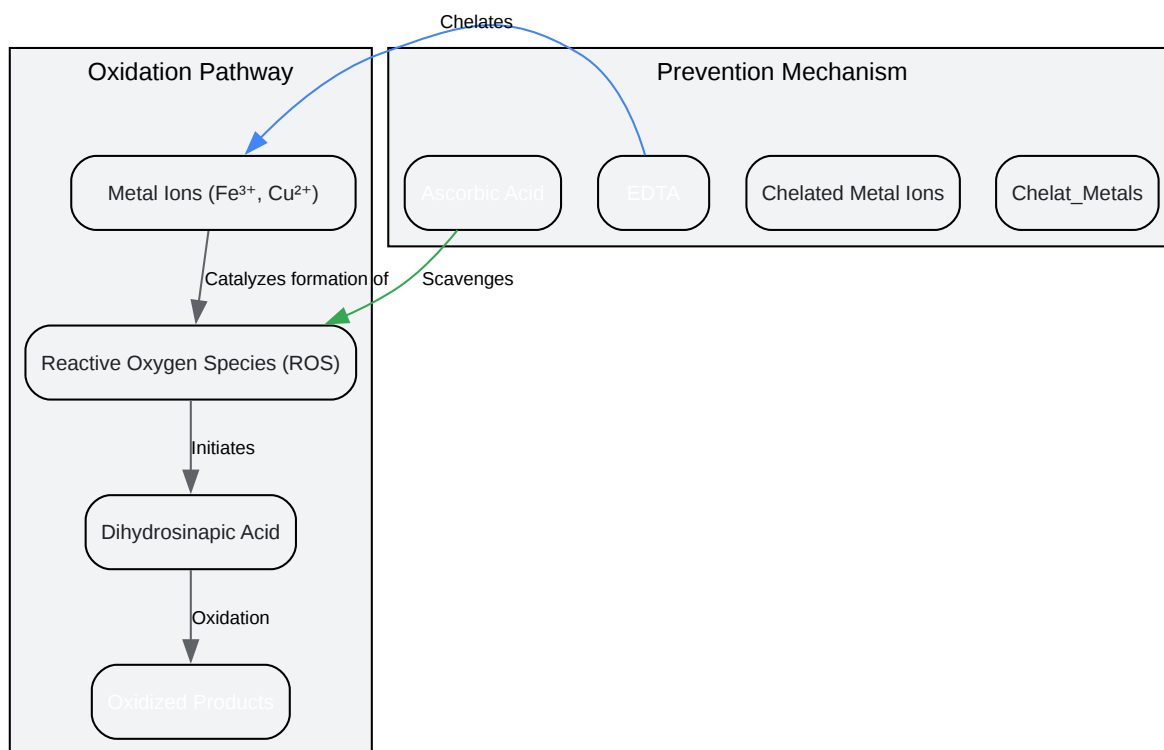 Chelates
Oxidation Pathway
Prevention Mechanism
Metal Ions (Fe³⁺, Cu²⁺)
Ascorbic Acid
EDTA
Chelated Metal Ions
Chelat_Metals
Catalyzes formation of
Scavenges
Reactive Oxygen Species (ROS)
Initiates
Dihydrosinapic Acid
Oxidation
Oxidized Products